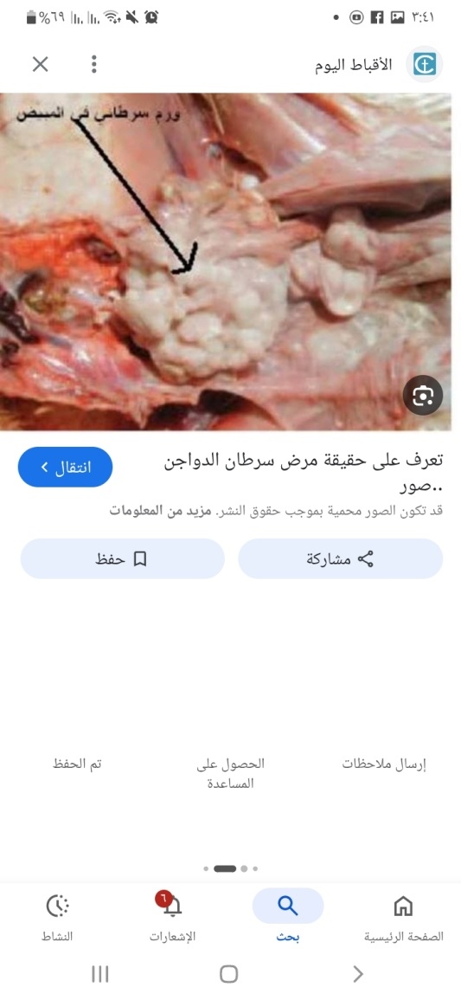 ٣:٤١
%٦٩
الأقباط اليوم
ورم سرطاني في المبيض
تعرف على حقيقة مرض سرطان الدواجن
..صور
انتقال
قد تكون الصور محمية بموجب حقوق النشر. مزيد من المعلومات
مشاركة
حفظ
إرسال ملاحظات
الحصول على
المساعدة
تم الحفظ
الصفحة الرئيسية
بحث
٦
الإشعارات
النشاط